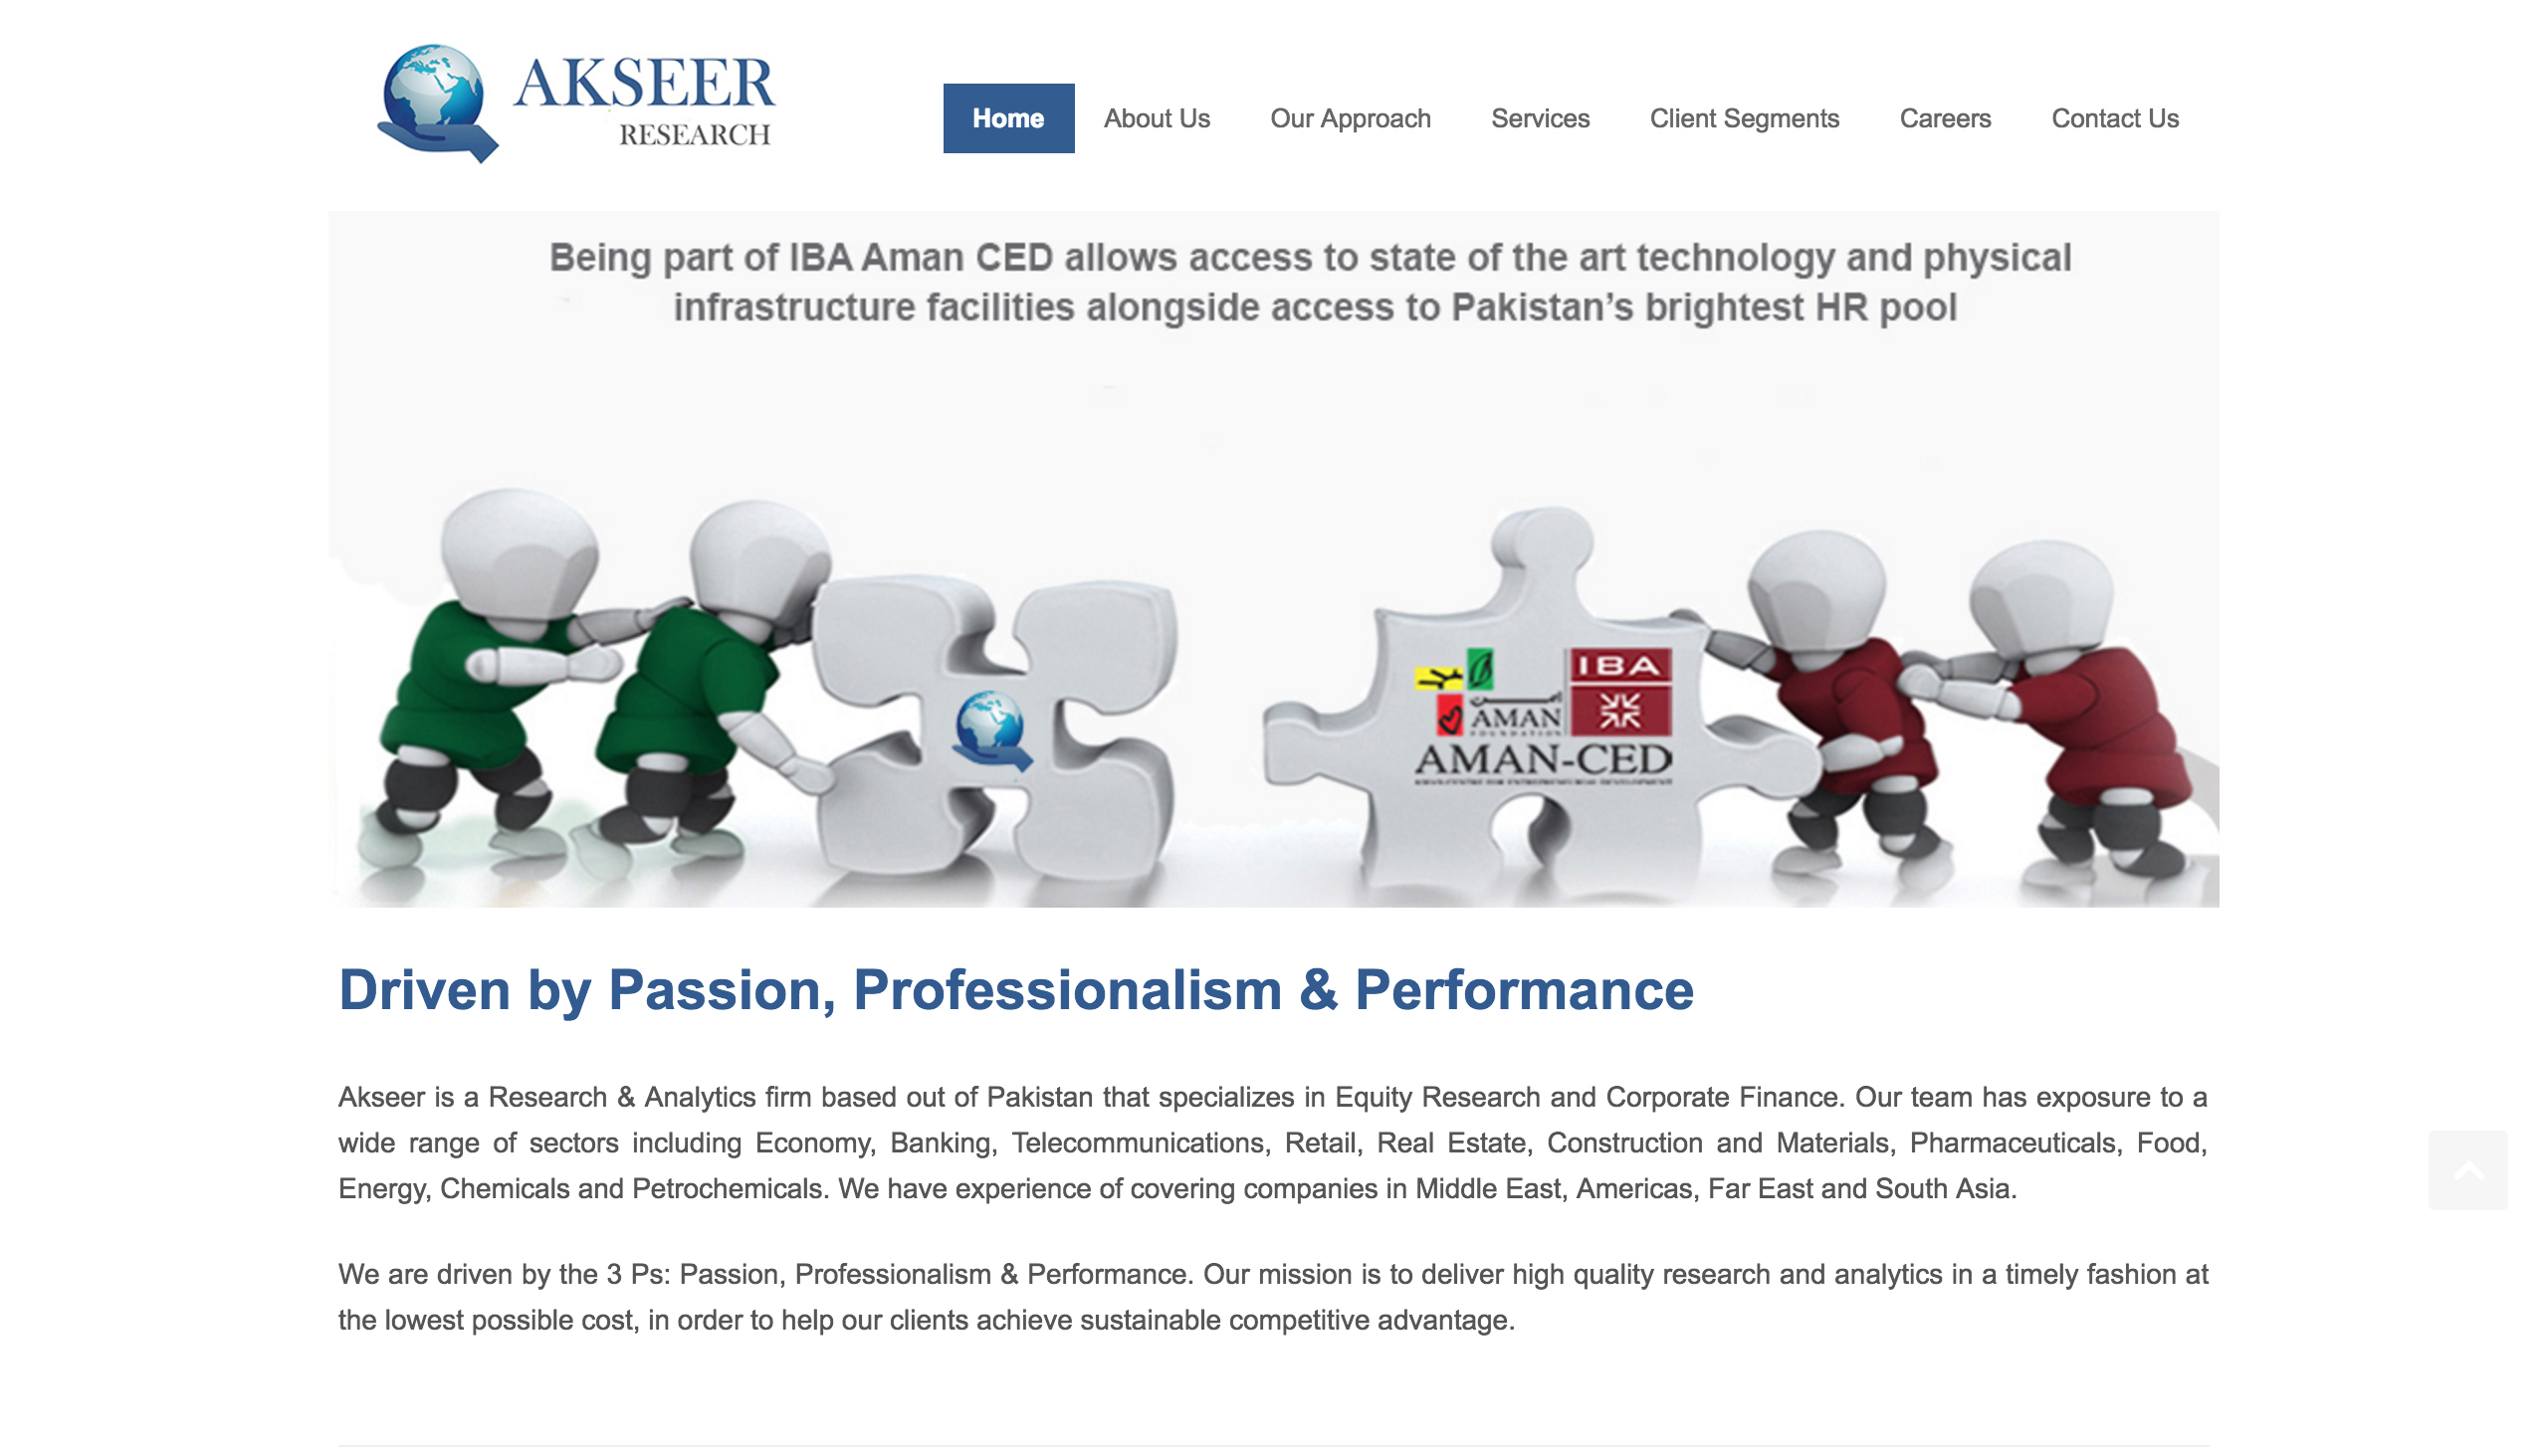 AKSEER
RESEARCH
Home About Us Our Approach Services Client Segments Careers Contact Us
Being part of IBA Aman CED allows access to state of the art technology and physical
infrastructure facilities alongside access to Pakistan’s brightest HR pool
IBA
AMAN
FOUNDATION
AMAN-CED
Driven by Passion, Professionalism & Performance
Akseer is a Research & Analytics firm based out of Pakistan that specializes in Equity Research and Corporate Finance. Our team has exposure to a
wide range of sectors including Economy, Banking, Telecommunications, Retail, Real Estate, Construction and Materials, Pharmaceuticals, Food,
Energy, Chemicals and Petrochemicals. We have experience of covering companies in Middle East, Americas, Far East and South Asia.
We are driven by the 3 Ps: Passion, Professionalism & Performance. Our mission is to deliver high quality research and analytics in a timely fashion at
the lowest possible cost, in order to help our clients achieve sustainable competitive advantage.